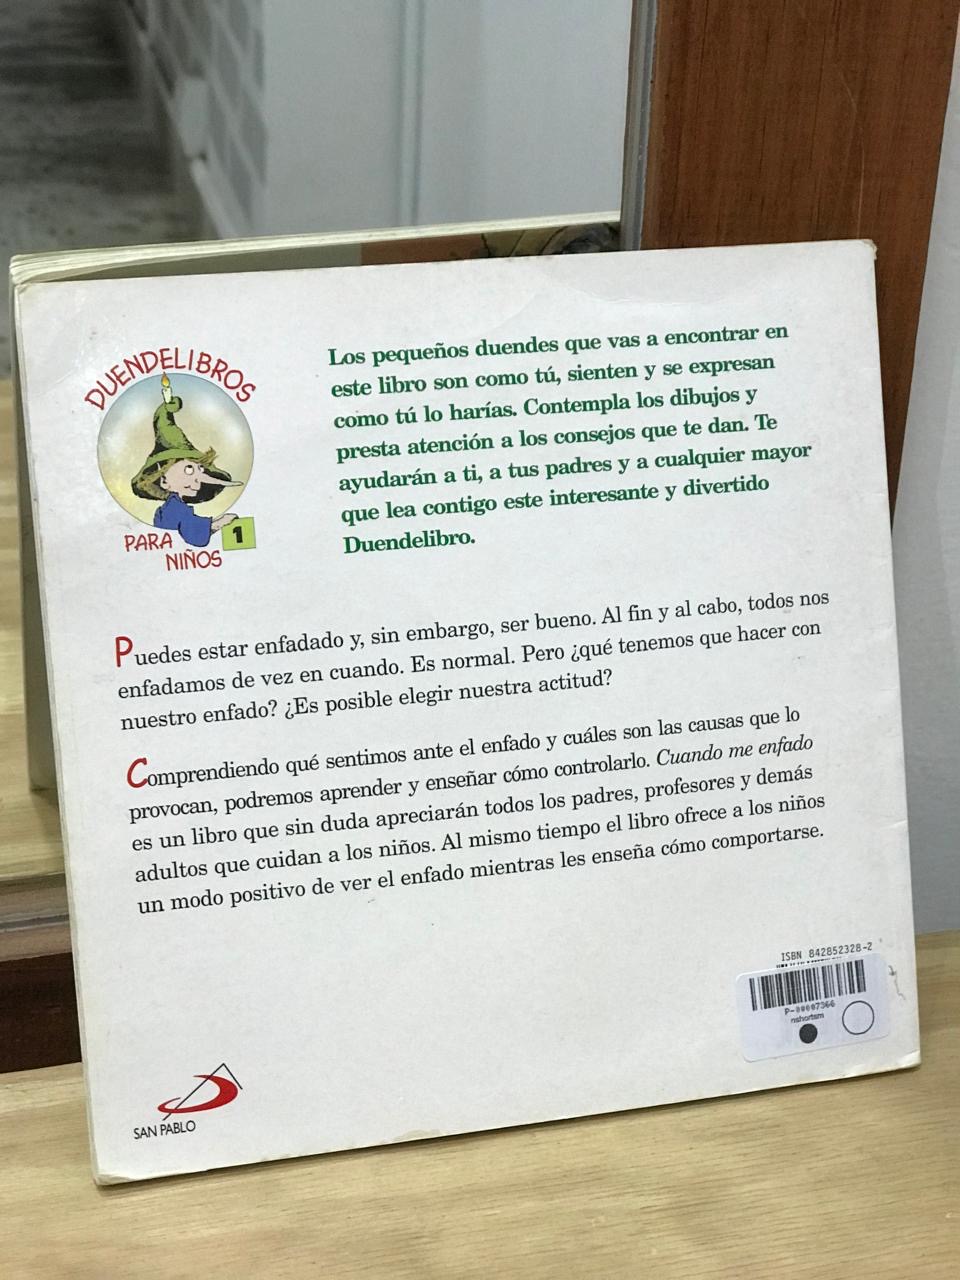 DUENDELIBROS
PARA
NIÑOS
1
Los pequeños duendes que vas a encontrar en
este libro son como tú, sienten y se expresan
como tú lo harías. Contempla los dibujos y
presta atención a los consejos que te dan. Te
ayudarán a ti, a tus padres y a cualquier mayor
que lea contigo este interesante y divertido
Duendelibro.
Puedes estar enfadado y, sin embargo, ser bueno. Al fin y al cabo, todos nos
enfadamos de vez en cuando. Es normal. Pero ¿qué tenemos que hacer con
nuestro enfado? ¿Es posible elegir nuestra actitud?
Comprendiendo qué sentimos ante el enfado y cuáles son las causas que lo
provocan, podremos aprender y enseñar cómo controlarlo. Cuando me enfado
es un libro que sin duda apreciarán todos los padres, profesores y demás
adultos que cuidan a los niños. Al mismo tiempo el libro ofrece a los niños
un modo positivo de ver el enfado mientras les enseña cómo comportarse.
ISBN 842852328-2
P-00007366
nshortsm
SAN PABLO